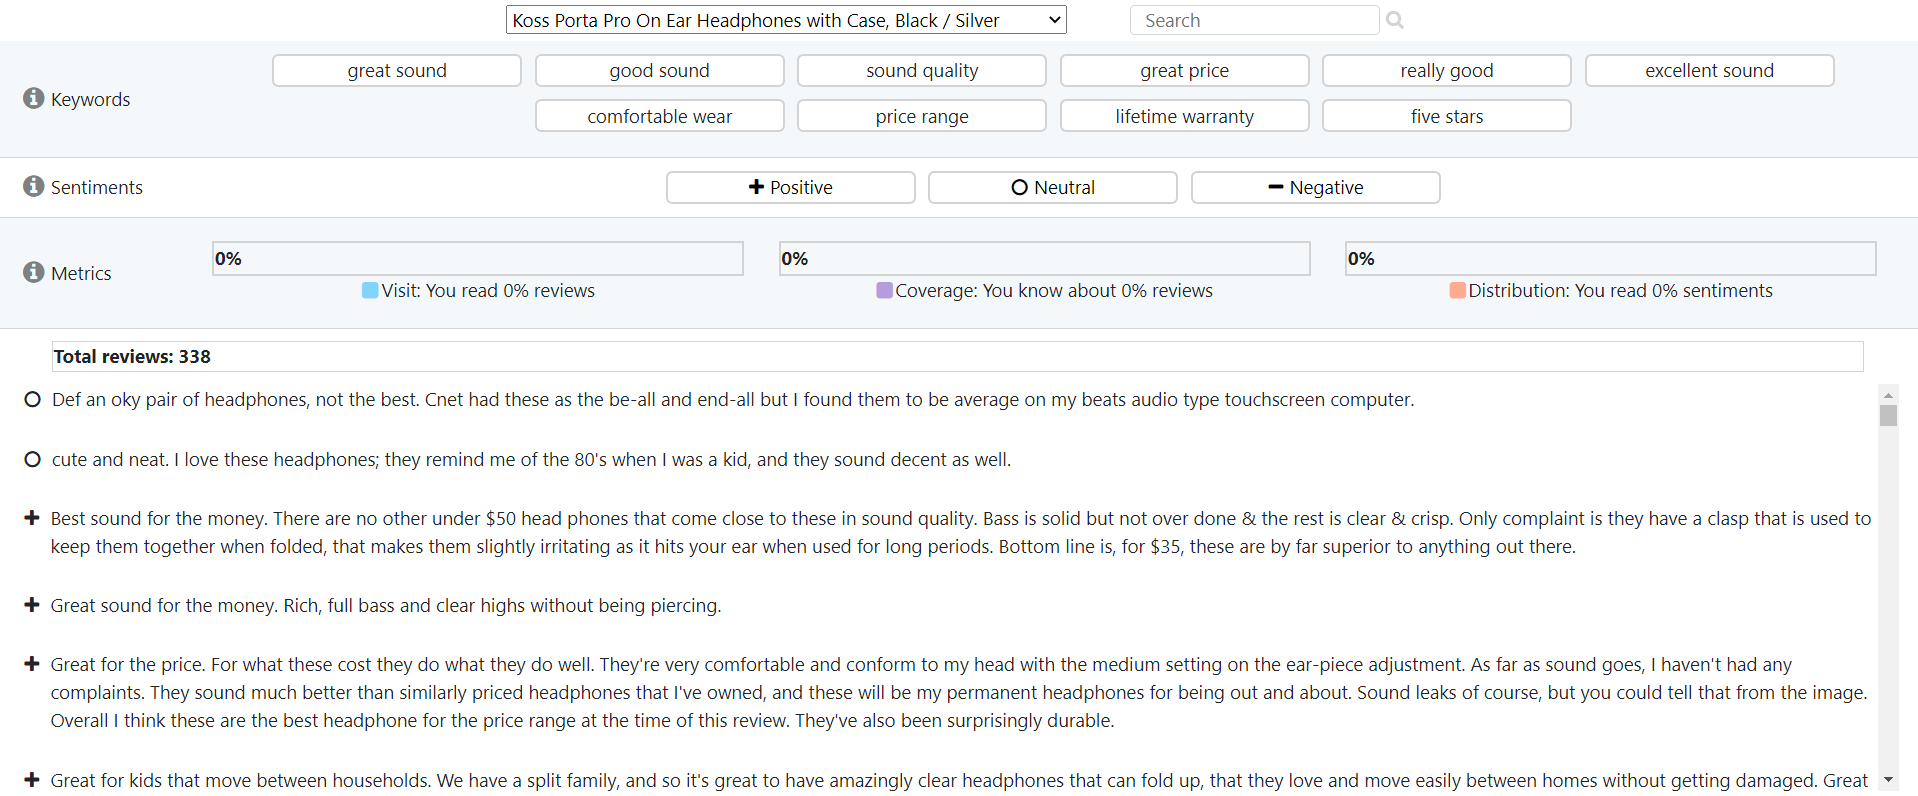 Koss Porta Pro On Ear Headphones with Case, Black / Silver
Search
Keywords
great sound
good sound
sound quality
great price
really good
excellent sound
comfortable wear
price range
lifetime warranty
five stars
Sentiments
Positive
Neutral
Negative
Metrics
0%
0%
0%
Visit: You read 0% reviews
Coverage: You know about 0% reviews
Distribution: You read 0% sentiments
Total reviews: 338
Def an oky pair of headphones, not the best. Cnet had these as the be-all and end-all but I found them to be average on my beats audio type touchscreen computer.
cute and neat. I love these headphones; they remind me of the 80's when I was a kid, and they sound decent as well.
Best sound for the money. There are no other under $50 head phones that come close to these in sound quality. Bass is solid but not over done & the rest is clear & crisp. Only complaint is they have a clasp that is used to
keep them together when folded, that makes them slightly irritating as it hits your ear when used for long periods. Bottom line is, for $35, these are by far superior to anything out there.
Great sound for the money. Rich, full bass and clear highs without being piercing.
Great for the price. For what these cost they do what they do well. They're very comfortable and conform to my head with the medium setting on the ear-piece adjustment. As far as sound goes, I haven't had any
complaints. They sound much better than similarly priced headphones that I've owned, and these will be my permanent headphones for being out and about. Sound leaks of course, but you could tell that from the image.
Overall I think these are the best headphone for the price range at the time of this review. They've also been surprisingly durable.
Great for kids that move between households. We have a split family, and so it's great to have amazingly clear headphones that can fold up, that they love and move easily between homes without getting damaged. Great